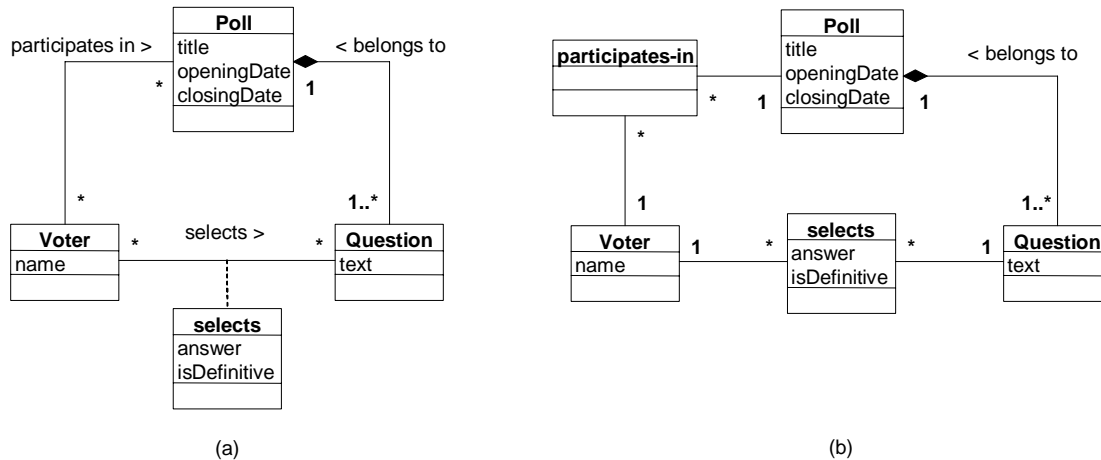 Poll
participates in >
< belongs to
title
openingDate
closingDate
*
1
*
1..*
Voter
*
selects >
*
Question
name
text
selects
answer
isDefinitive
(a)
Poll
participates-in
title
openingDate
closingDate
< belongs to
*
1
1
*
1
1..*
Voter
1
*
selects
*
1
Question
name
answer
isDefinitive
text
(b)